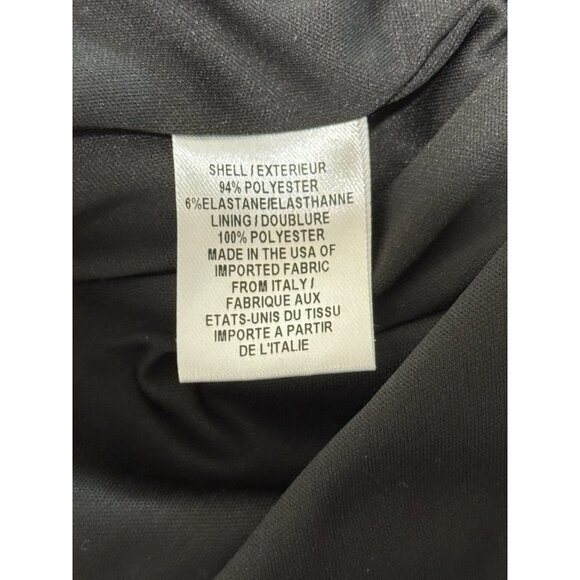 SHELL / EXTERIEUR
94% POLYESTER
6%ELASTANE/ELASTHANNE
LINING / DOUBLURE
100% POLYESTER
MADE IN THE USA OF
IMPORTED FABRIC
FROM ITALY /
FABRIQUE AUX
ETATS-UNIS DU TISSU
IMPORTE A PARTIR
DE L'ITALIE